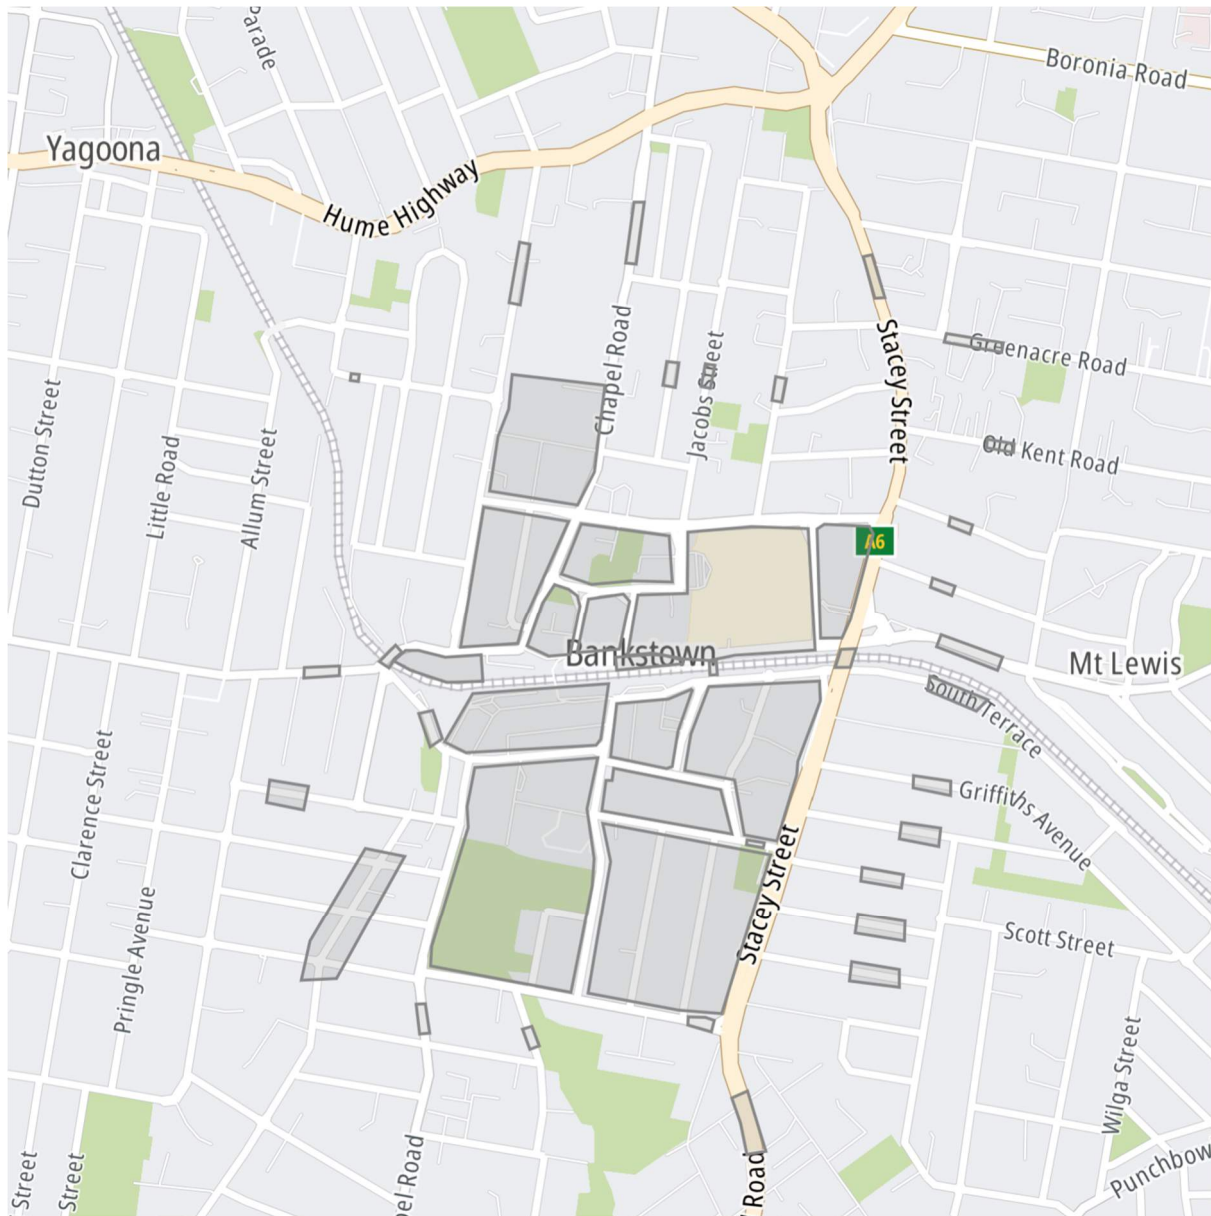 Parade
Boronia Road
Yagoona
Hume Highway
Chapel Road
Jacobs Street
Stacey Street
Greenacre Road
Old Kent Road
Dutton Street
Little Road
Allum Street
A6
Bankstown
Mt Lewis
South Terrace
Griffiths Avenue
Clarence Street
Pringle Avenue
Stacey Street
Scott Street
Wilga Street
Punchbow
Street
Street
pel Road
Road